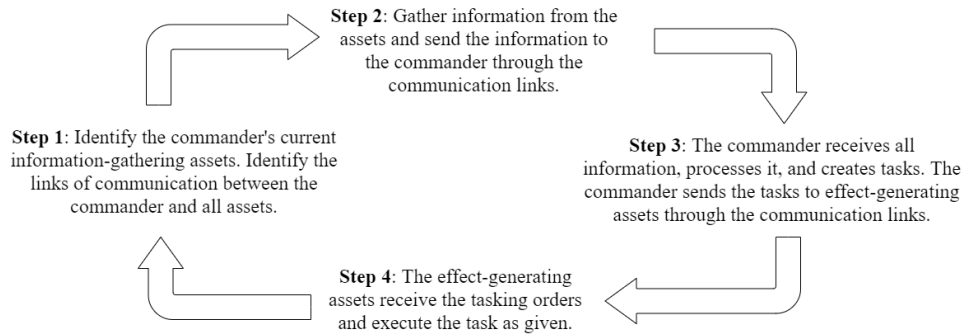 Step 1: Identify the commander's current
information-gathering assets. Identify the
links of communication between the
commander and all assets.
Step 2: Gather information from the
assets and send the information to
the commander through the
communication links.
Step 3: The commander receives all
information, processes it, and creates tasks. The
commander sends the tasks to effect-generating
assets through the communication links.
Step 4: The effect-generating
assets receive the tasking orders
and execute the task as given.